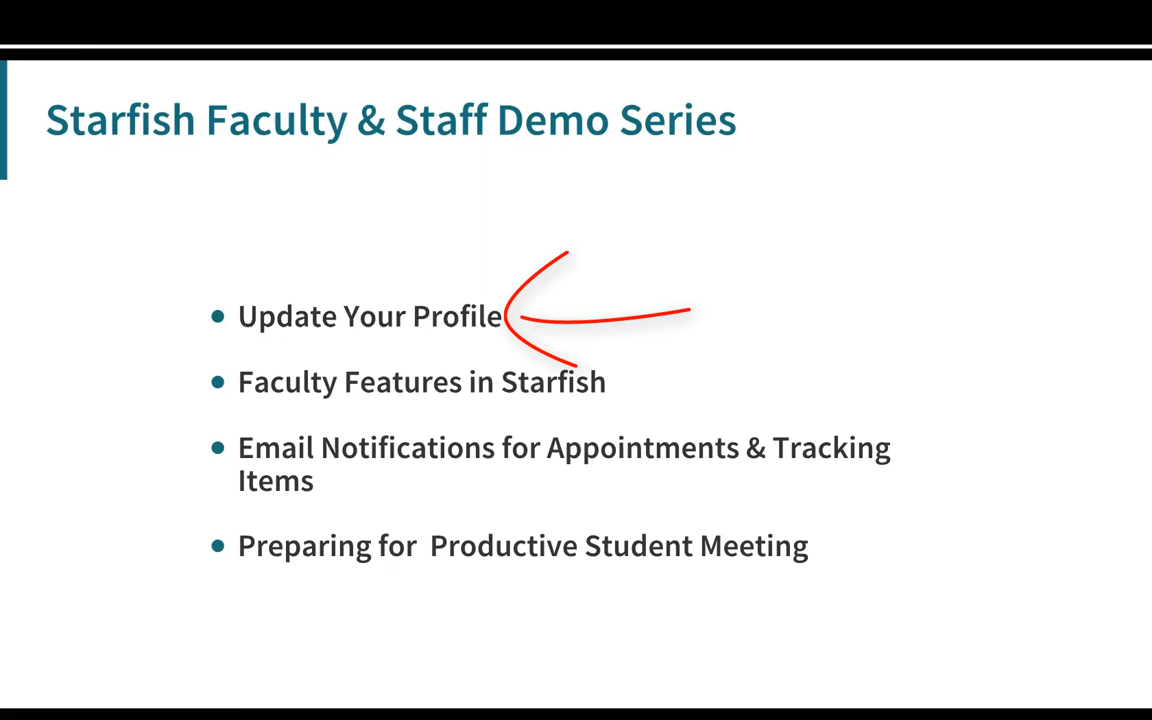 Starfish Faculty & Staff Demo Series
Update Your Profile
Faculty Features in Starfish
Email Notifications for Appointments & Tracking
Items
Preparing for  Productive Student Meeting